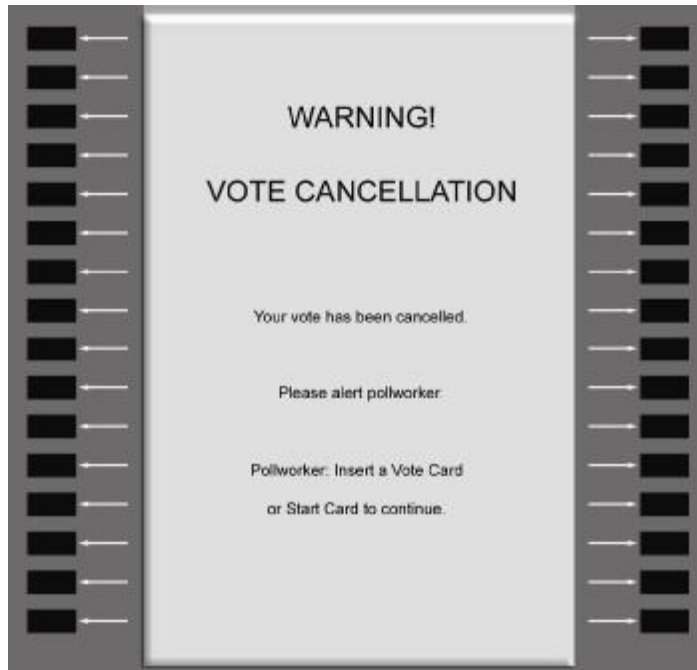 WARNING!
VOTE CANCELLATION
Your vote has been cancelled.
Please alert pollworker
Pollworker: Insert a Vote Card
or Start Card to continue.